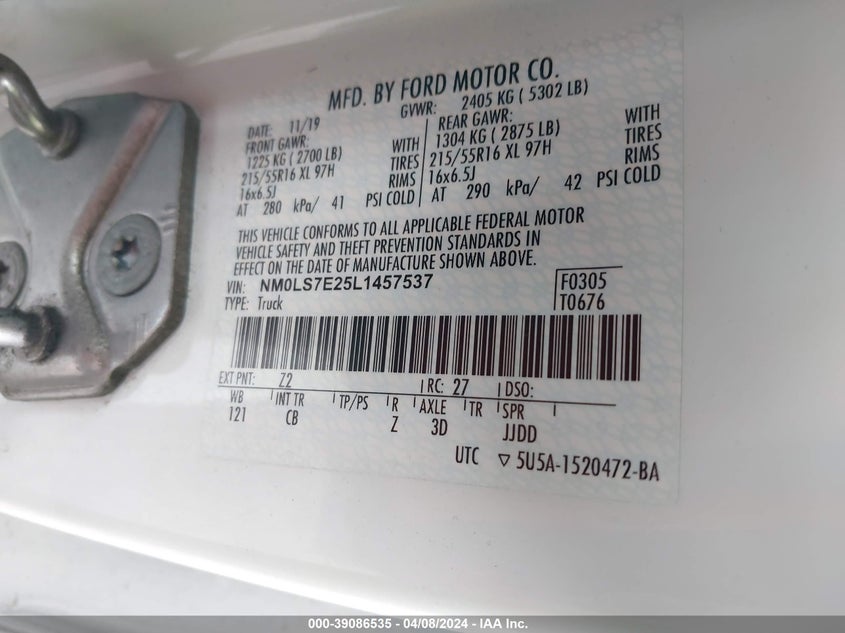 MFD. BY FORD MOTOR CO.
DATE: 11/19 GVWR: 2405 KG ( 5302 LB)
FRONT GAWR: REAR GAWR:
1225 KG ( 2700 LB) WITH 1304 KG ( 2875 LB) WITH
215/55R16 XL 97H TIRES 215/55R16 XL 97H TIRES
16x6.5J RIMS 16x6.5J RIMS
AT 280 kPa/ 41 PSI COLD AT 290 kPa/ 42 PSI COLD
THIS VEHICLE CONFORMS TO ALL APPLICABLE FEDERAL MOTOR
VEHICLE SAFETY AND THEFT PREVENTION STANDARDS IN
EFFECT ON THE DATE OF MANUFACTURE SHOWN ABOVE.
VIN: NM0LS7E25L1457537 F0305
TYPE: Truck T0676
EXT PNT: Z2 RC: 27 DSO:
WB INT TR TP/PS R AXLE TR SPR
121 CB Z 3D JJDD
UTC ▽ 5U5A-1520472-BA
000-39086535 - 04/08/2024 - IAA Inc.